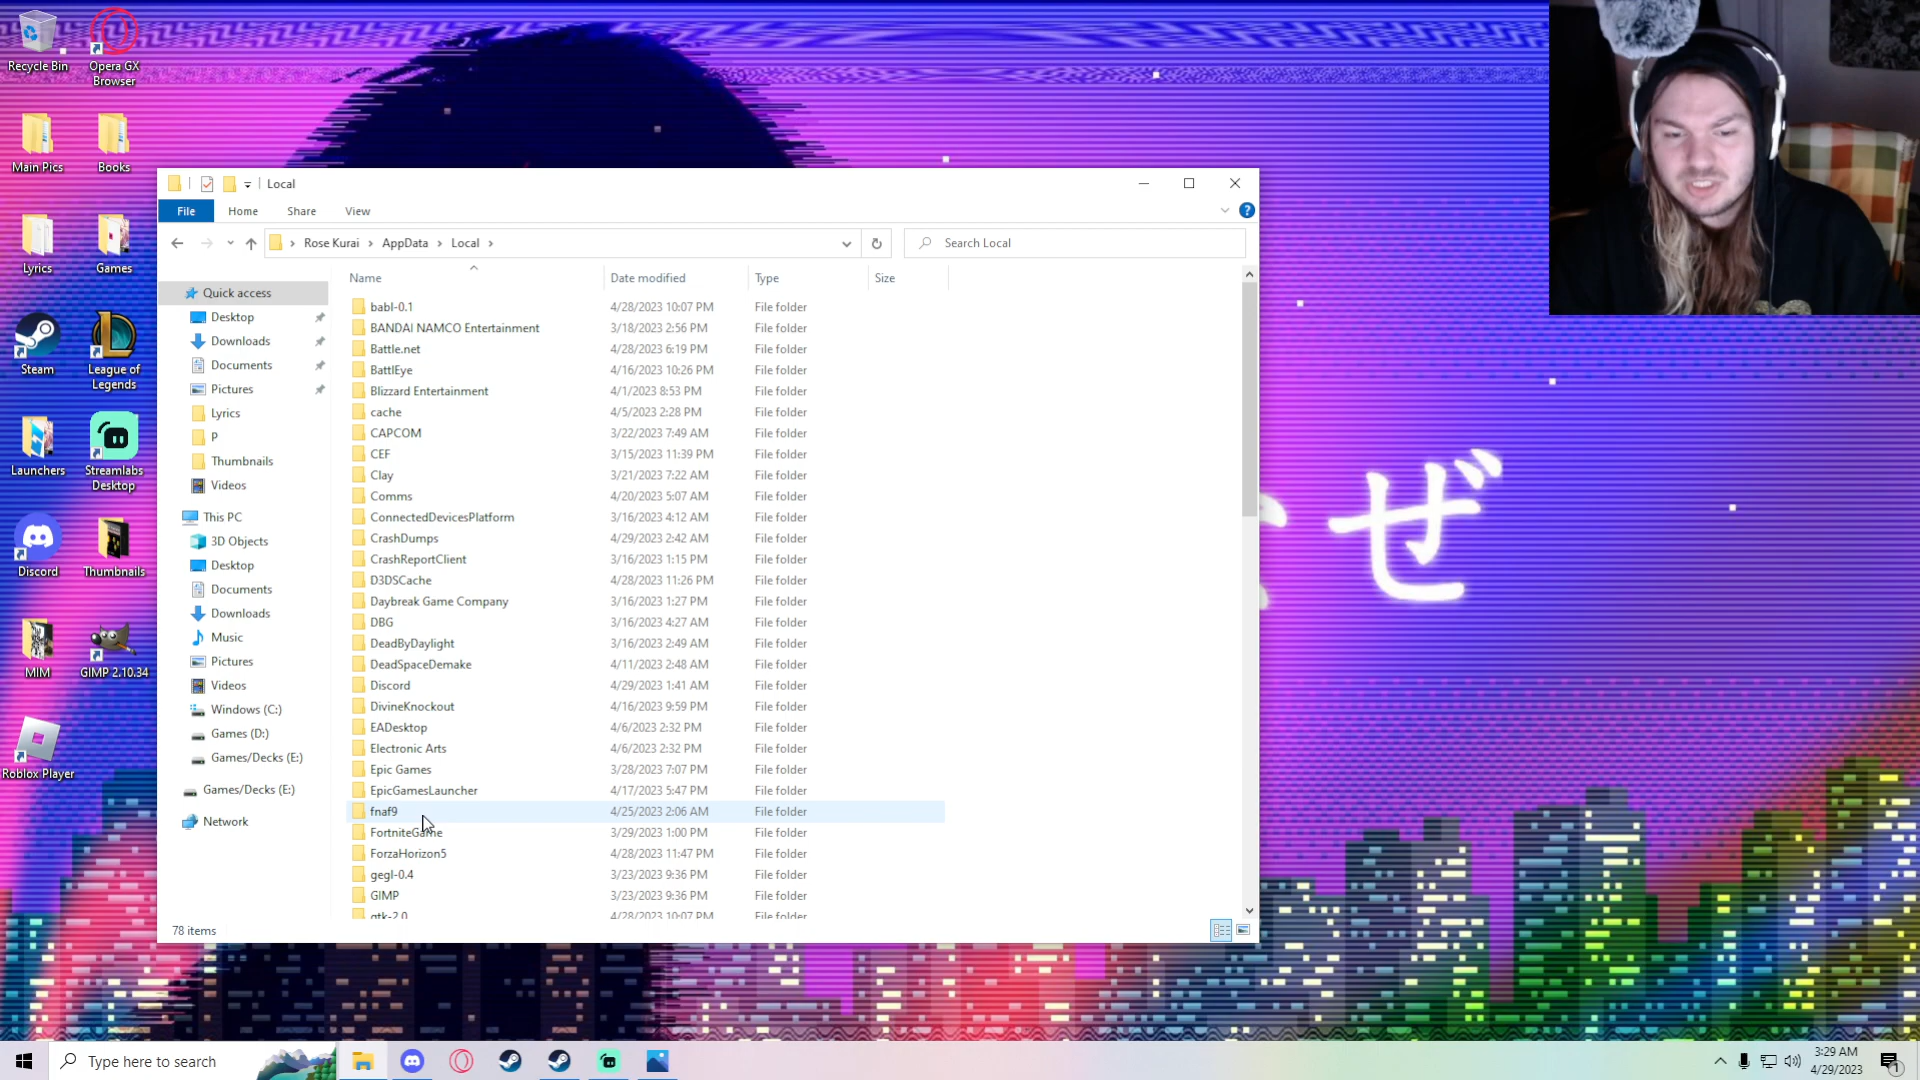 Recycle Bin
Opera GX
Browser
Main Pics
Books
Lyrics
Games
Steam
League of
Legends
Launchers
Streamlabs
Desktop
Discord
Thumbnails
MIM
GIMP 2.10.34
Roblox Player
Local
File
Home
Share
View
Rose Kurai
AppData
Local
Search Local
Name
Date modified
Type
Size
Quick access
Desktop
Downloads
Documents
Pictures
Lyrics
P
Thumbnails
Videos
This PC
3D Objects
Desktop
Documents
Downloads
Music
Pictures
Videos
Windows (C:)
Games (D:)
Games/Decks (E:)
Games/Decks (E:)
Network
babl-0.1 4/28/2023 10:07 PM File folder
BANDAI NAMCO Entertainment 3/18/2023 2:56 PM File folder
Battle.net 4/28/2023 6:19 PM File folder
BattlEye 4/16/2023 10:26 PM File folder
Blizzard Entertainment 4/1/2023 8:53 PM File folder
cache 4/5/2023 2:28 PM File folder
CAPCOM 3/22/2023 7:49 AM File folder
CEF 3/15/2023 11:39 PM File folder
Clay 3/21/2023 7:22 AM File folder
Comms 4/20/2023 5:07 AM File folder
ConnectedDevicesPlatform 3/16/2023 4:12 AM File folder
CrashDumps 4/29/2023 2:42 AM File folder
CrashReportClient 3/16/2023 1:15 PM File folder
D3DSCache 4/28/2023 11:26 PM File folder
Daybreak Game Company 3/16/2023 1:27 PM File folder
DBG 3/16/2023 4:27 AM File folder
DeadByDaylight 3/16/2023 2:49 AM File folder
DeadSpaceDemake 4/11/2023 2:48 AM File folder
Discord 4/29/2023 1:41 AM File folder
DivineKnockout 4/16/2023 9:59 PM File folder
EADesktop 4/6/2023 2:32 PM File folder
Electronic Arts 4/6/2023 2:32 PM File folder
Epic Games 3/28/2023 7:07 PM File folder
EpicGamesLauncher 4/17/2023 5:47 PM File folder
fnaf9 4/25/2023 2:06 AM File folder
FortniteGame 3/29/2023 1:00 PM File folder
ForzaHorizon5 4/28/2023 11:47 PM File folder
gegl-0.4 3/23/2023 9:36 PM File folder
GIMP 3/23/2023 9:36 PM File folder
gtk-2.0 4/28/2023 10:07 PM File folder
78 items
ぜ
Type here to search
3:29 AM
4/29/2023
1